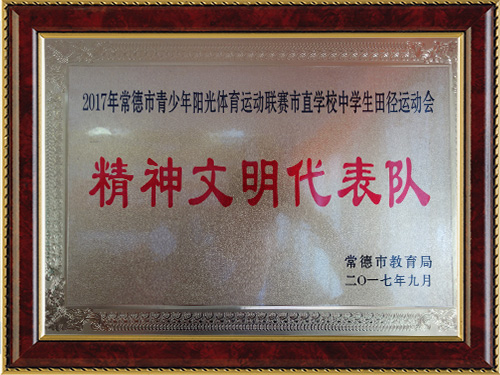 2017年常德市青少年阳光体育运动联赛市直学校中学生田径运动会
精神文明代表队
常德市教育局
二〇一七年九月